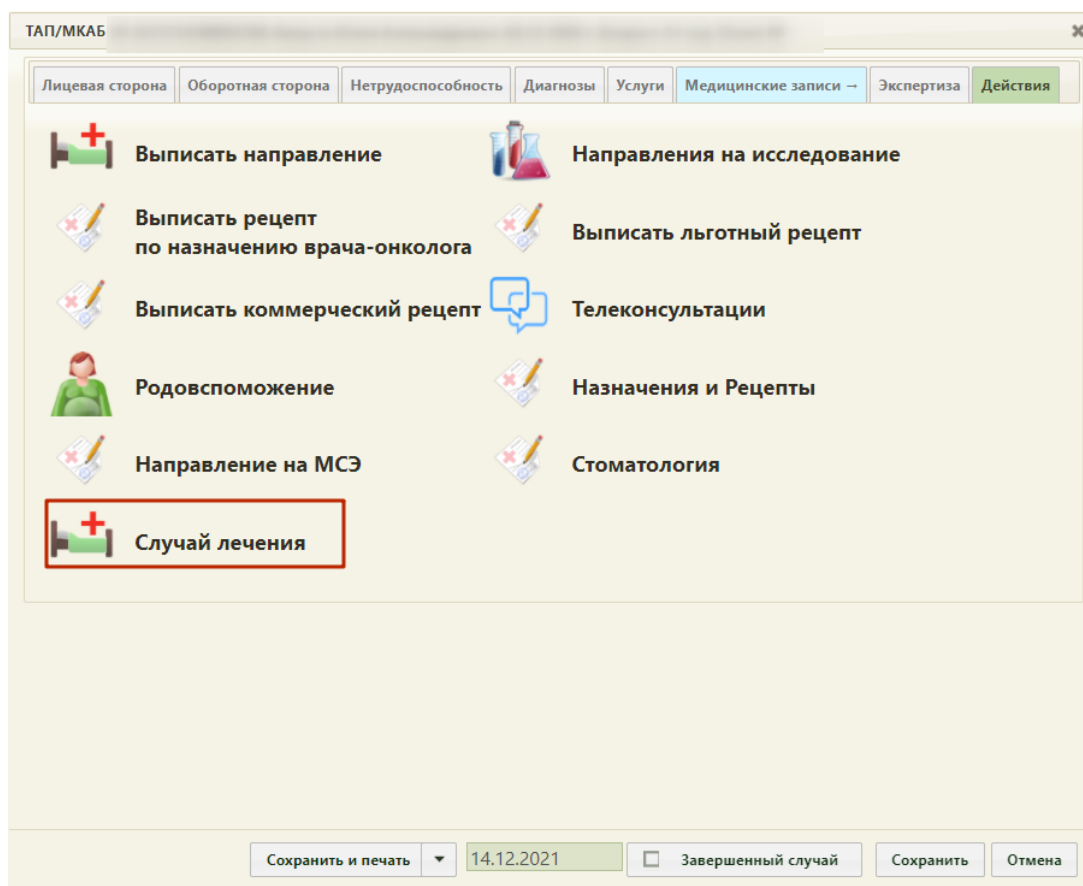 ТАП/МКАБ
Лицевая сторона Оборотная сторона Нетрудоспособность Диагнозы Услуги Медицинские записи → Экспертиза Действия
Выписать направление Направления на исследование
Выписать рецепт
по назначению врача-онколога Выписать льготный рецепт
Выписать коммерческий рецепт Телеконсультации
Родовспоможение Назначения и Рецепты
Направление на МСЭ Стоматология
Случай лечения
Сохранить и печать 14.12.2021 Завершенный случай Сохранить Отмена